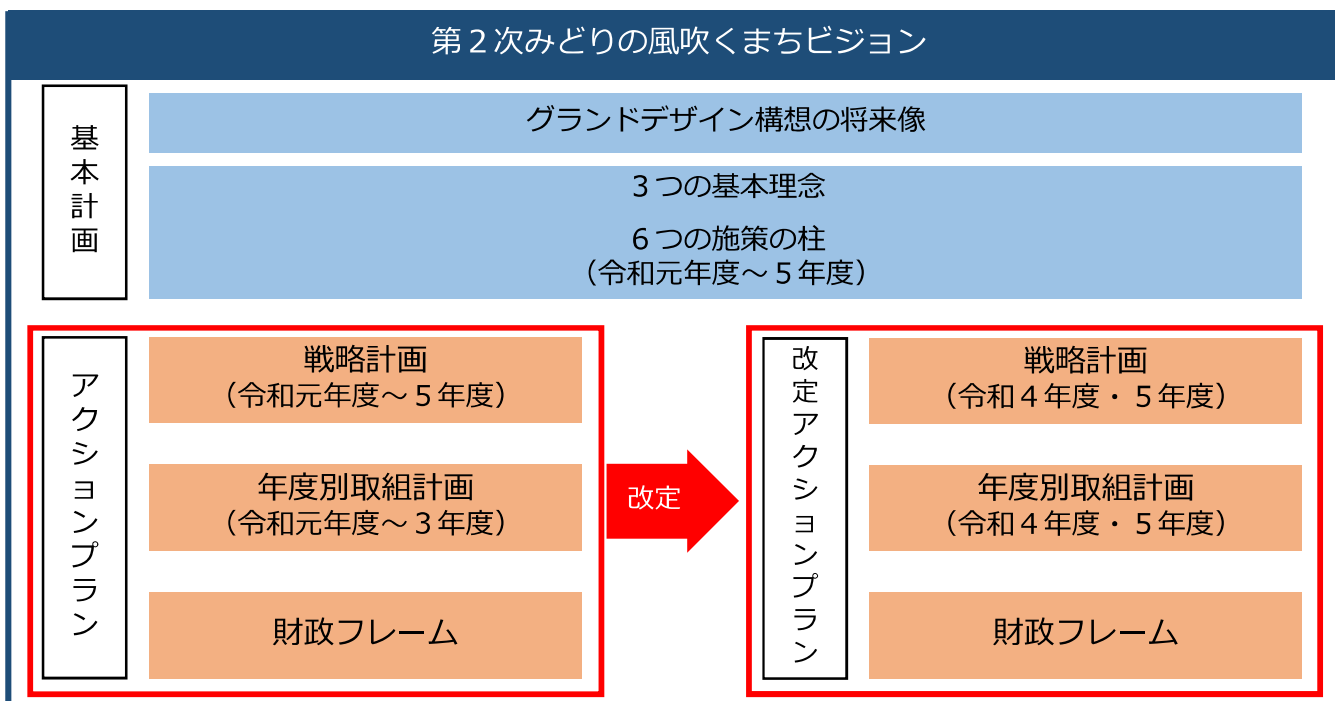 第２次みどりの風吹くまちビジョン
基本計画
グランドデザイン構想の将来像
３つの基本理念
６つの施策の柱
（令和元年度～５年度）
アクションプラン
戦略計画
（令和元年度～５年度）
年度別取組計画
（令和元年度～３年度）
財政フレーム
改定
改定アクションプラン
戦略計画
（令和４年度・５年度）
年度別取組計画
（令和４年度・５年度）
財政フレーム